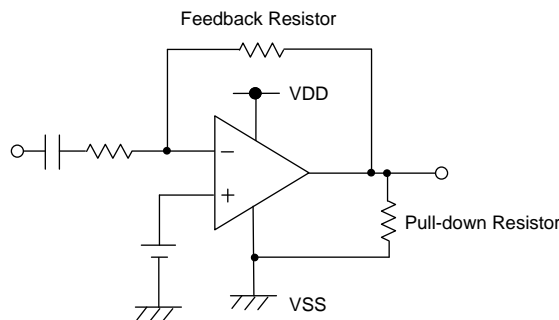 Feedback Resistor
VDD
−
+
Pull-down Resistor
VSS